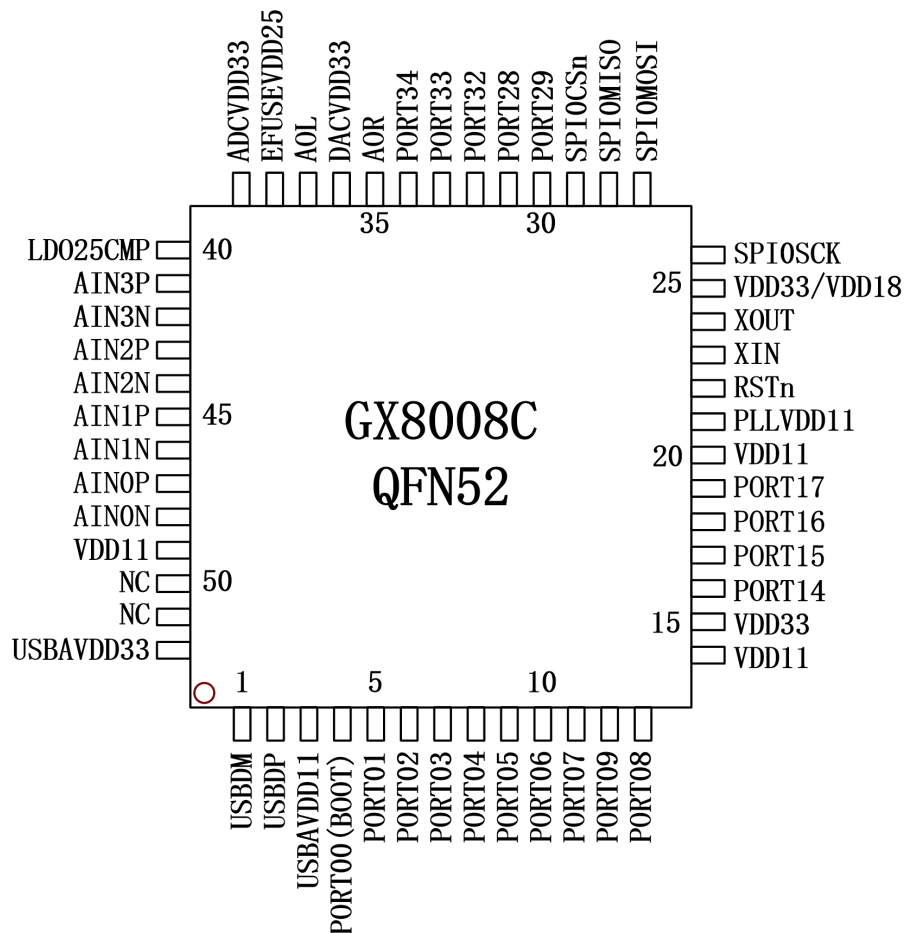 ADCVDD33
EFUSEVDD25
AOL
DACVDD33
AOR
PORT34
PORT33
PORT32
PORT28
PORT29
SPI0CSn
SPI0MISO
SPI0MOSI
35
30
LDO25CMP
40
AIN3P
AIN3N
AIN2P
AIN2N
AIN1P
45
AIN1N
AIN0P
AIN0N
VDD11
NC
50
NC
USBAVDD33
GX8008C
QFN52
SPI0SCK
25
VDD33/VDD18
XOUT
XIN
RSTn
PLLVDD11
20
VDD11
PORT17
PORT16
PORT15
PORT14
15
VDD33
VDD11
1
5
10
USBDM
USBDP
USBAVDD11
PORT00(BOOT)
PORT01
PORT02
PORT03
PORT04
PORT05
PORT06
PORT07
PORT09
PORT08